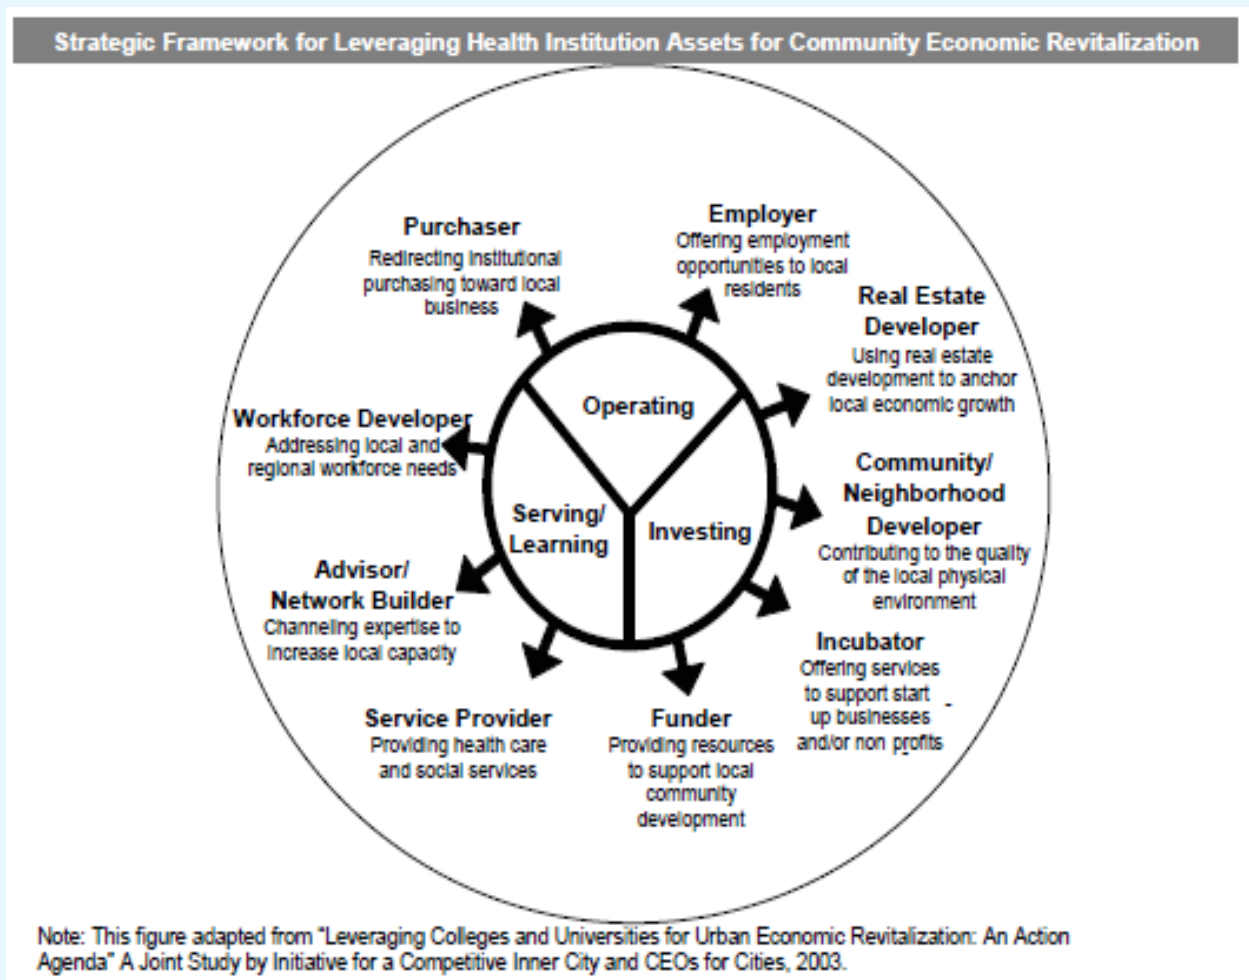 Strategic Framework for Leveraging Health Institution Assets for Community Economic Revitalization
Purchaser
Redirecting institutional
purchasing toward local
business
Employer
Offering employment
opportunities to local
residents
Real Estate
Developer
Using real estate
development to anchor
local economic growth
Workforce Developer
Addressing local and
regional workforce needs
Operating
Serving/
Learning
Investing
Community/
Neighborhood
Developer
Contributing to the quality
of the local physical
environment
Advisor/
Network Builder
Channeling expertise to
increase local capacity
Incubator
Offering services
to support start -
up businesses
and/or non profits
Service Provider
Providing health care
and social services
Funder
Providing resources
to support local
community
development
Note: This figure adapted from "Leveraging Colleges and Universities for Urban Economic Revitalization: An Action
Agenda" A Joint Study by Initiative for a Competitive Inner City and CEOs for Cities, 2003.